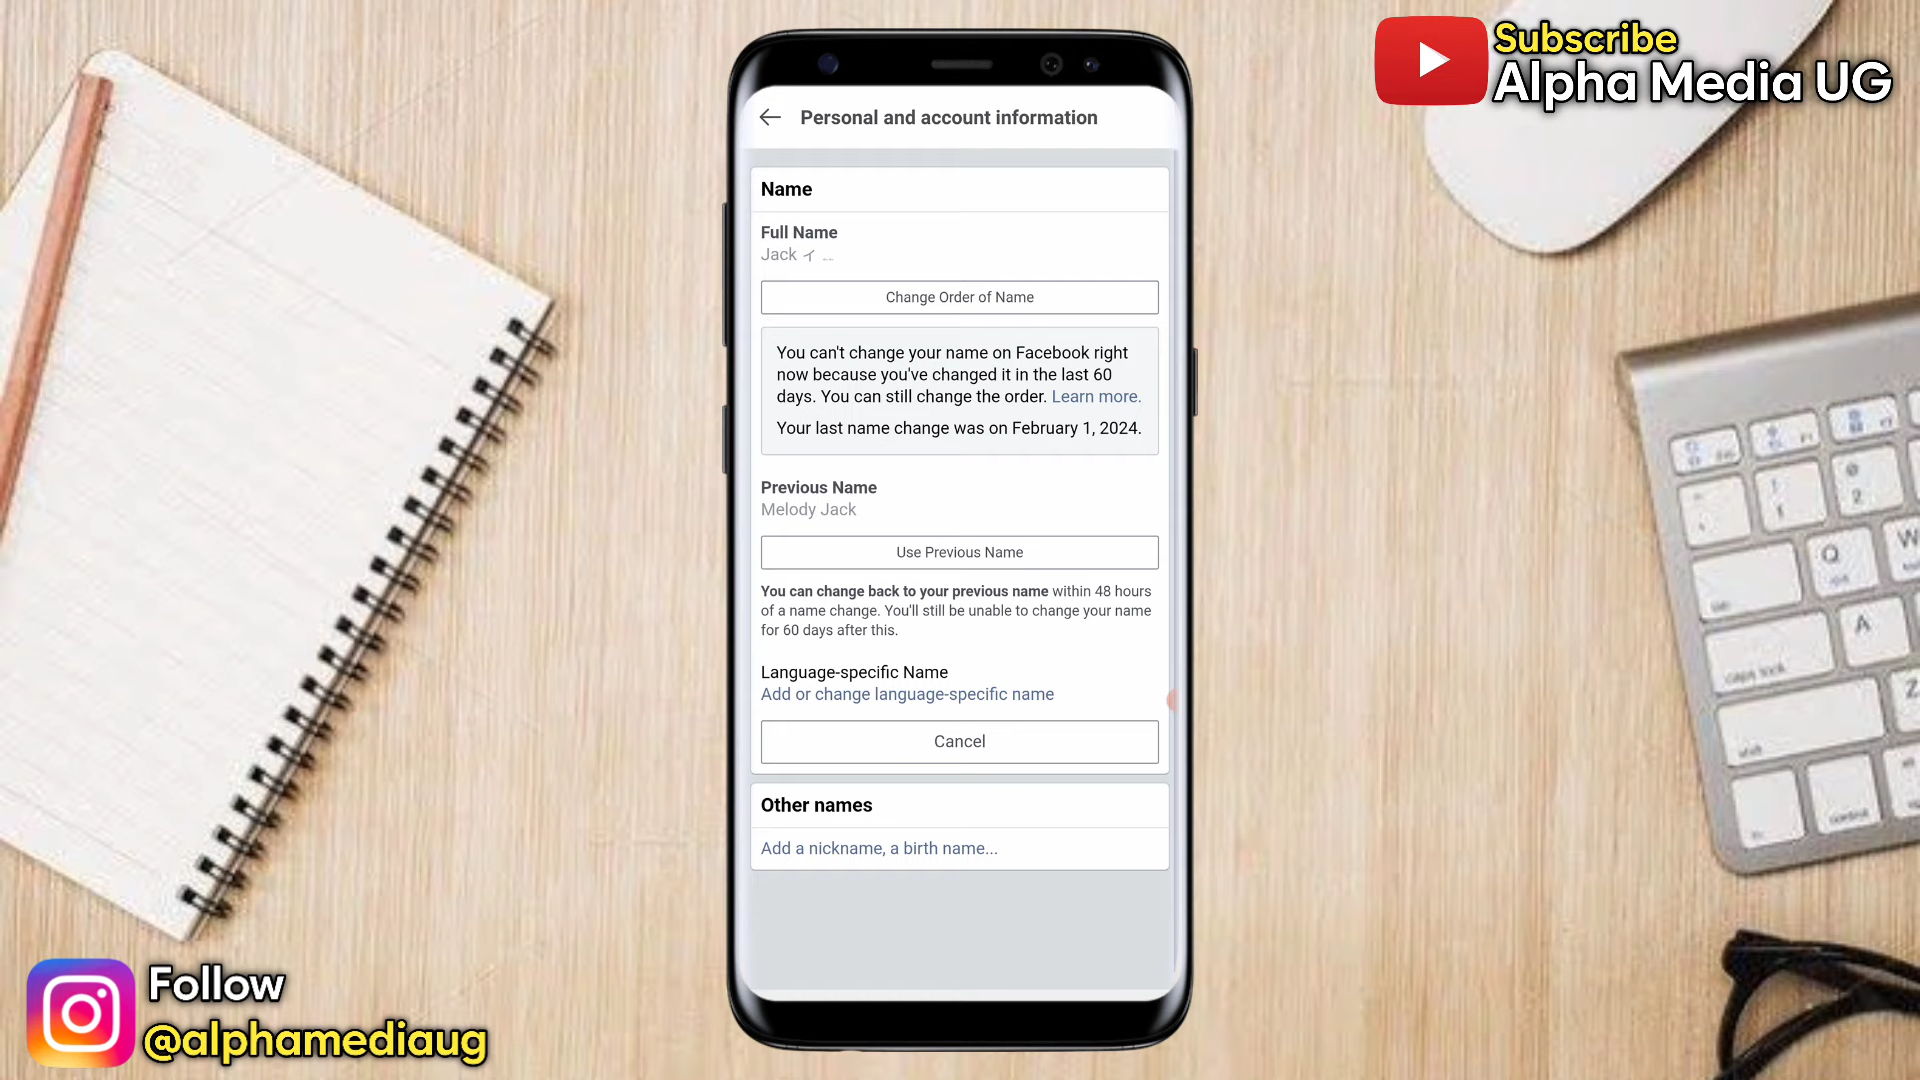 Subscribe
Alpha Media UG
Personal and account information
Name
Full Name
Jack イ
Change Order of Name
You can't change your name on Facebook right
now because you've changed it in the last 60
days. You can still change the order. Learn more.
Your last name change was on February 1, 2024.
Previous Name
Melody Jack
Use Previous Name
You can change back to your previous name within 48 hours
of a name change. You'll still be unable to change your name
for 60 days after this.
Language-specific Name
Add or change language-specific name
Cancel
Other names
Add a nickname, a birth name...
Follow
@alphamediaug
2
Q
W
A
Z
caps lock
shift